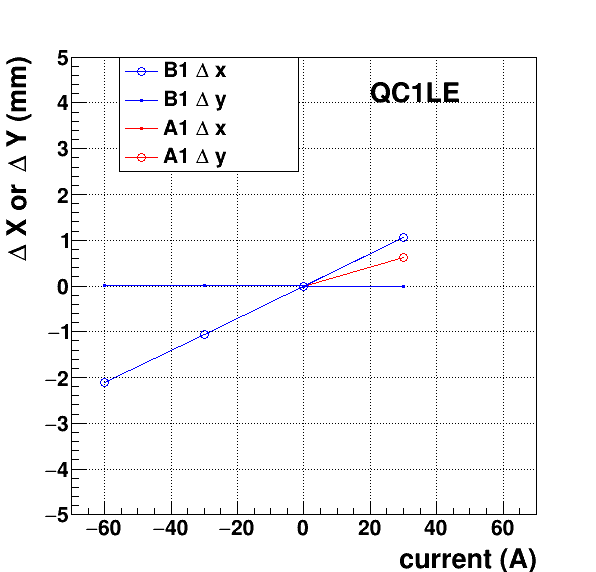 QC1LE
B1 Δ x
B1 Δ y
A1 Δ x
A1 Δ y
Δ X or Δ Y (mm)
5
4
3
2
1
0
−1
−2
−3
−4
−5
−60 −40 −20 0 20 40 60
current (A)